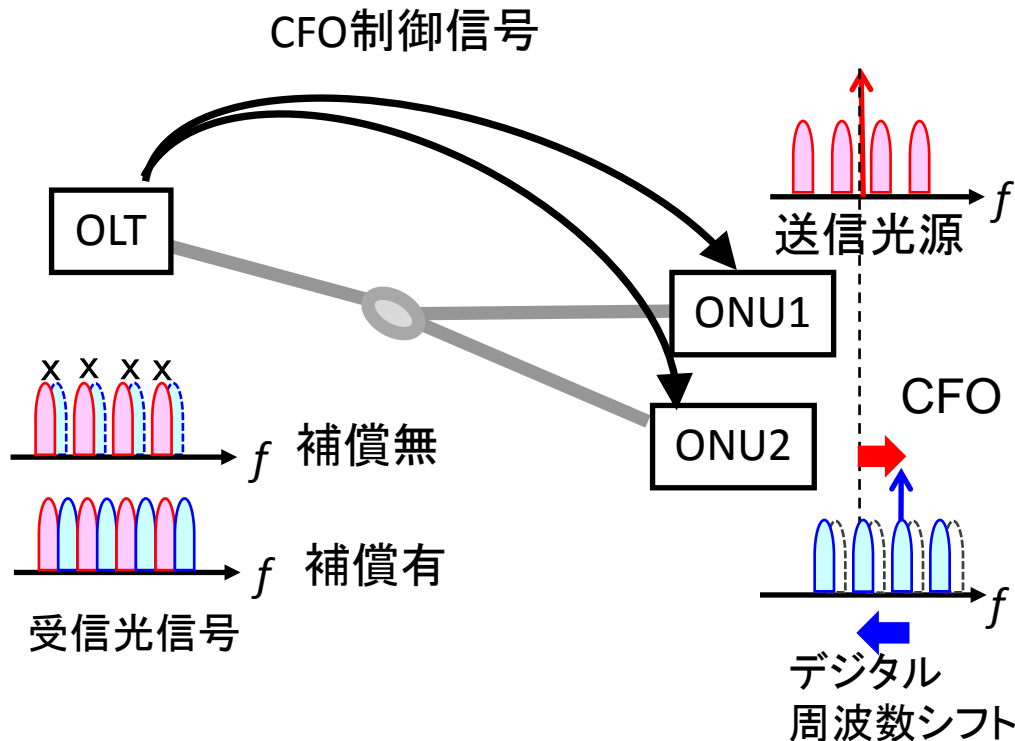 CFO制御信号
OLT
f
送信光源
ONU1
x x x x
CFO
f 補償無
ONU2
f 補償有
受信光信号
f
デジタル
周波数シフト